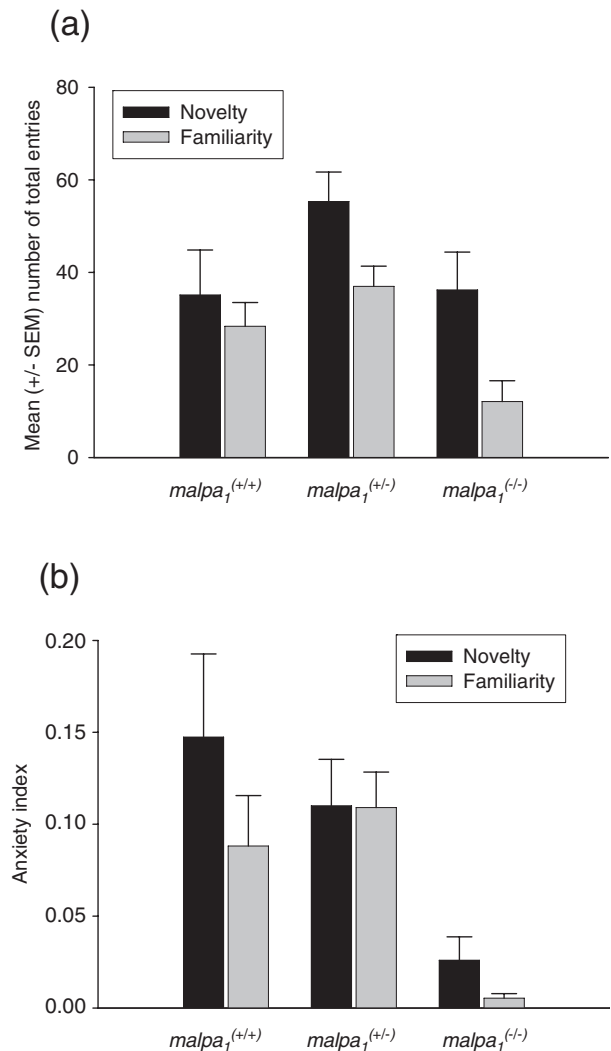 (a)
80
60
40
20
0
Mean (+/- SEM) number of total entries
Novelty
Familiarity
malpa₁⁽⁺/⁺⁾ malpa₁⁽⁺/⁻⁾ malpa₁⁽⁻/⁻⁾
(b)
0.20
0.15
0.10
0.05
0.00
Anxiety index
Novelty
Familiarity
malpa₁⁽⁺/⁺⁾ malpa₁⁽⁺/⁻⁾ malpa₁⁽⁻/⁻⁾